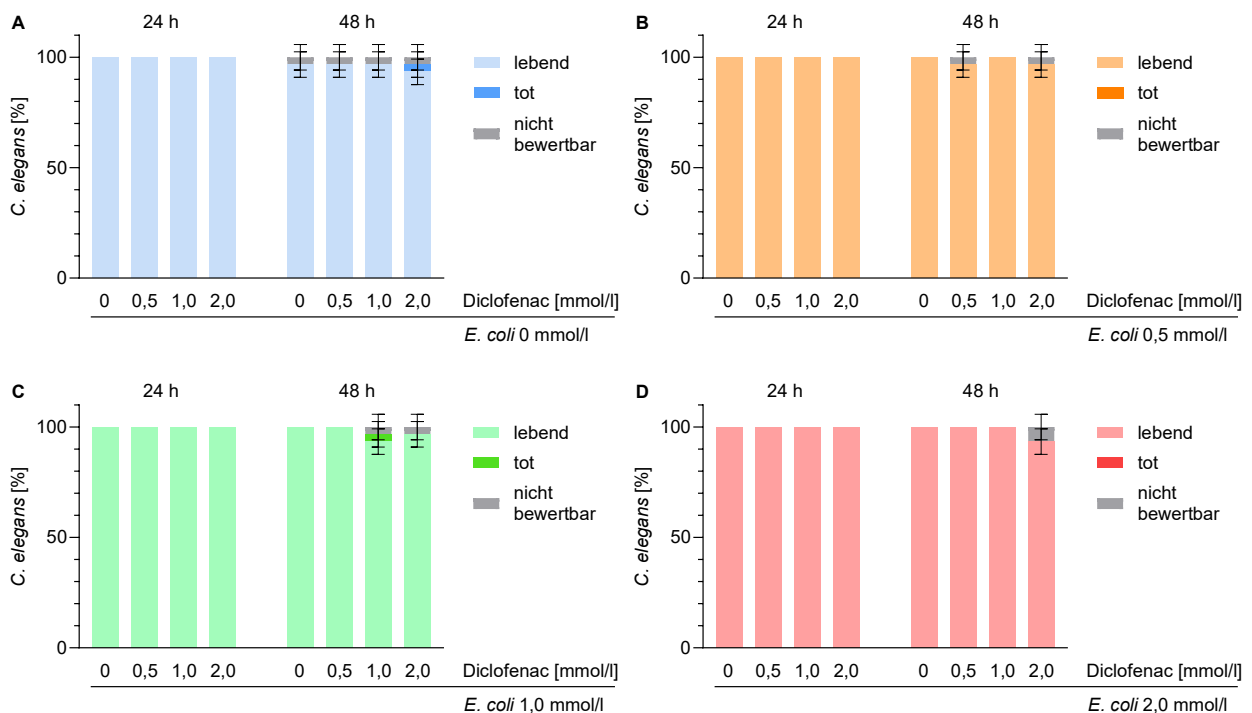 A
24 h 48 h
100
50
0
C. elegans [%]
lebend
tot
nicht
bewertbar
0 0,5 1,0 2,0 0 0,5 1,0 2,0 Diclofenac [mmol/l]
E. coli 0 mmol/l
B
24 h 48 h
100
50
0
C. elegans [%]
lebend
tot
nicht
bewertbar
0 0,5 1,0 2,0 0 0,5 1,0 2,0 Diclofenac [mmol/l]
E. coli 0,5 mmol/l
C
24 h 48 h
100
50
0
C. elegans [%]
lebend
tot
nicht
bewertbar
0 0,5 1,0 2,0 0 0,5 1,0 2,0 Diclofenac [mmol/l]
E. coli 1,0 mmol/l
D
24 h 48 h
100
50
0
C. elegans [%]
lebend
tot
nicht
bewertbar
0 0,5 1,0 2,0 0 0,5 1,0 2,0 Diclofenac [mmol/l]
E. coli 2,0 mmol/l